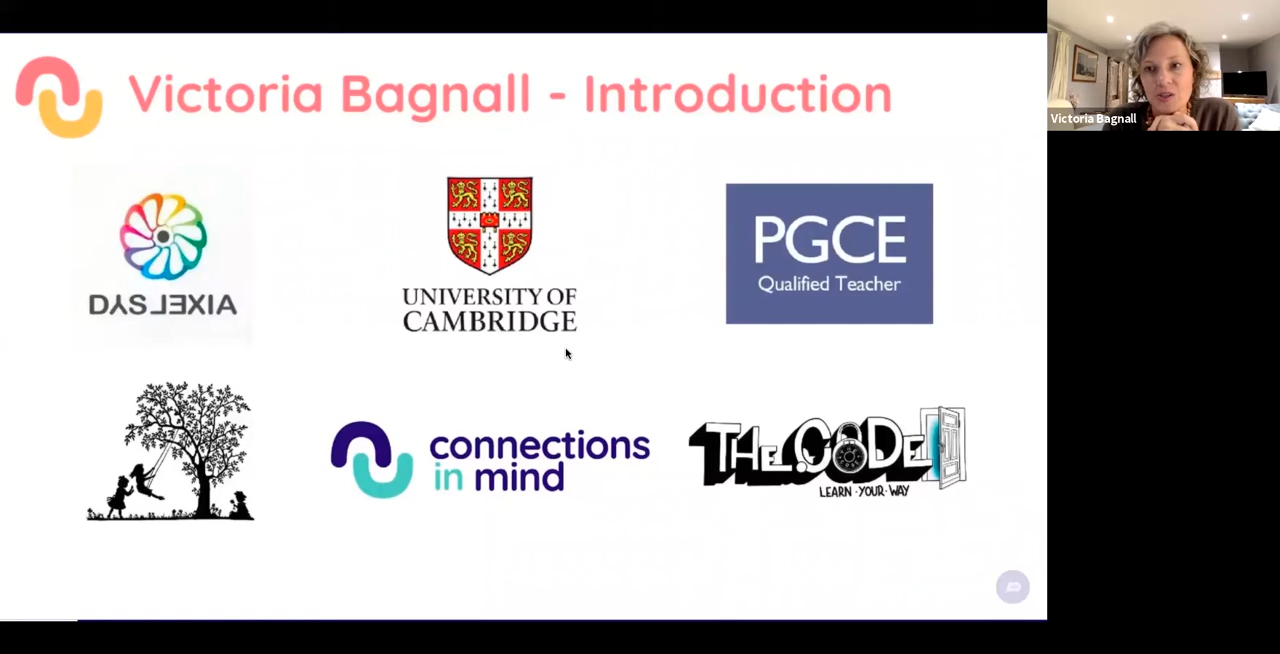 Victoria Bagnall - Introduction
Victoria Bagnall
DYSLEXIA
UNIVERSITY OF
CAMBRIDGE
PGCE
Qualified Teacher
connections
in mind
THE CODE
LEARN · YOUR · WAY